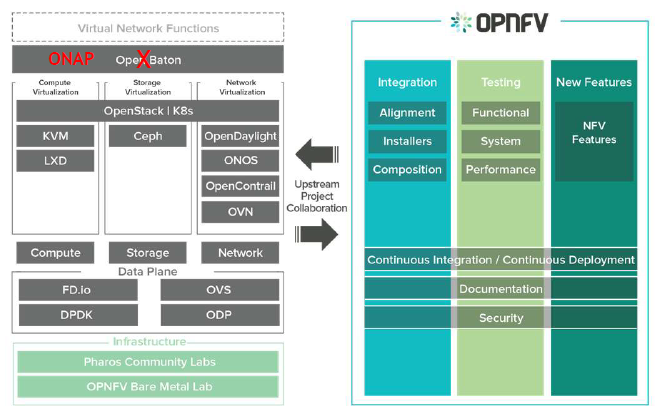 Virtual Network Functions
ONAP OpenXBaton
Compute Virtualization
Storage Virtualization
Network Virtualization
OpenStack | K8s
KVM
Ceph
OpenDaylight
LXD
ONOS
OpenContrail
OVN
Compute
Storage
Network
Data Plane
FD.io
OVS
DPDK
ODP
Infrastructure
Pharos Community Labs
OPNFV Bare Metal Lab
Upstream
Project
Collaboration
OPNFV
Integration
Testing
New Features
Alignment
Functional
NFV
Features
Installers
System
Composition
Performance
Continuous Integration / Continuous Deployment
Documentation
Security